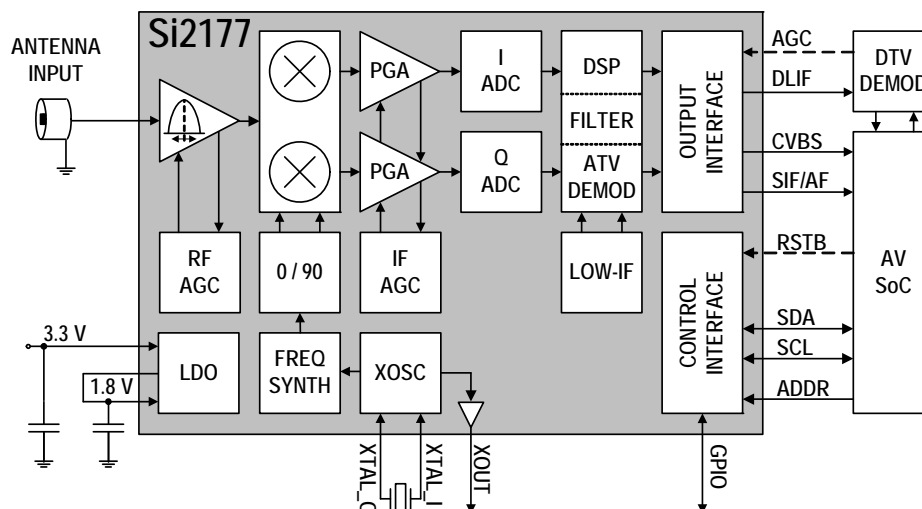 Si2177
ANTENNA
INPUT
PGA
PGA
I
ADC
Q
ADC
DSP
FILTER
ATV
DEMOD
OUTPUT
INTERFACE
AGC
DLIF
CVBS
SIF/AF
DTV
DEMOD
RF
AGC
0 / 90
IF
AGC
LOW-IF
CONTROL
INTERFACE
RSTB
SDA
SCL
ADDR
AV
SoC
3.3 V
1.8 V
LDO
FREQ
SYNTH
XOSC
XTAL_I
XOUT
GPIO